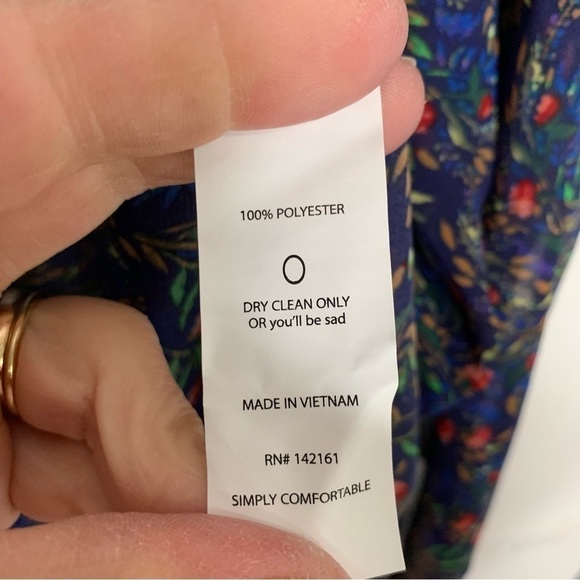 100% POLYESTER
DRY CLEAN ONLY
OR you'll be sad
MADE IN VIETNAM
RN# 142161
SIMPLY COMFORTABLE